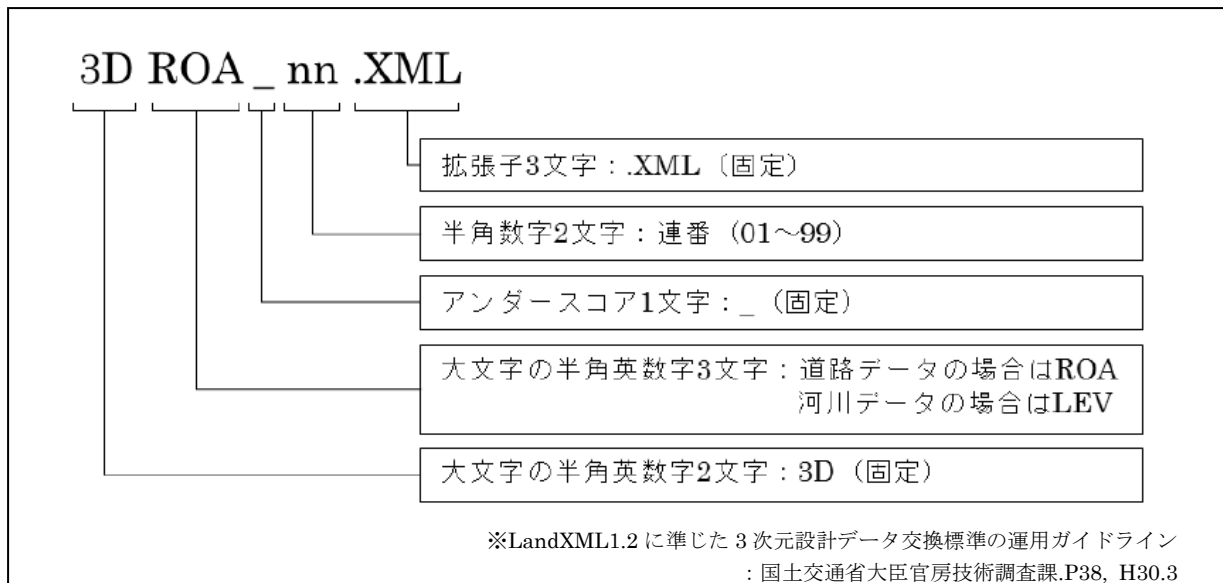 3D ROA _ nn .XML
拡張子3文字：.XML（固定）
半角数字2文字：連番（01～99）
アンダースコア1文字：_（固定）
大文字の半角英数字3文字：道路データの場合はROA
河川データの場合はLEV
大文字の半角英数字2文字：3D（固定）
※LandXML1.2 に準じた 3 次元設計データ交換標準の運用ガイドライン
：国土交通省大臣官房技術調査課.P38, H30.3